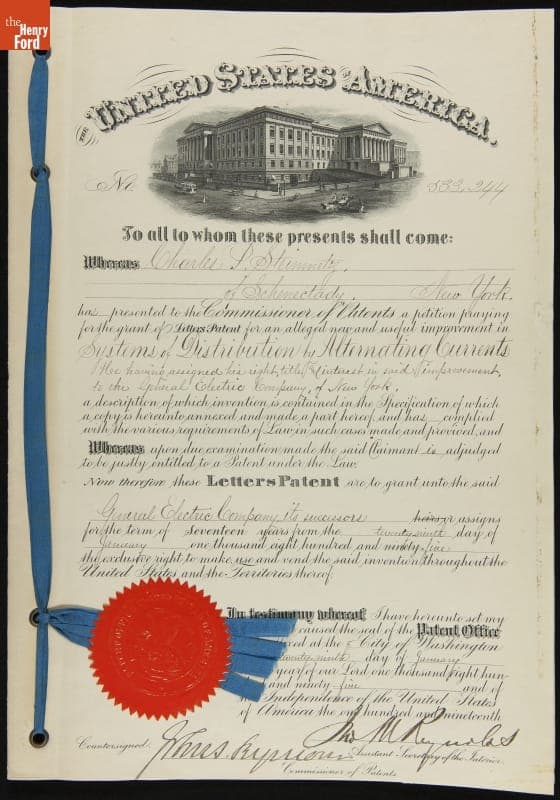 the
Henry
Ford
THE UNITED STATES OF AMERICA.
No. 533,244
To all to whom these presents shall come:
Whereas Charles P. Steinmetz,
of Schenectady, New York.
has presented to the Commissioner of Patents a petition praying
for the grant of Letters Patent for an alleged new and useful improvement in
Systems of Distribution by Alternating Currents
He having assigned his right, title & interest in said improvement,
to the General Electric Company, of New York,
a description of which invention is contained in the Specification of which
a copy is hereunto annexed and made a part hereof, and has complied
with the various requirements of Law in such cases made and provided, and
Whereas upon due examination made the said Claimant is adjudged
to be justly entitled to a Patent under the Law.
Now therefore these Letters Patent are to grant unto the said
General Electric Company, its successors heirs or assigns
for the term of Seventeen years from the twenty-ninth day of
January one thousand eight hundred and ninety-five
the exclusive right to make use and vend the said invention throughout the
United States and the Territories thereof.
In testimony whereof I have hereunto set my
caused the seal of the Patent Office
at the City of Washington
twenty-ninth day of January
year of our Lord one thousand eight hun-
and ninety-five and of
Independence of the United States
of America the one hundred and nineteenth
Jno. M. Reynolds
Countersigned: Assistant Secretary of the Interior.
Commissioner of Patents.